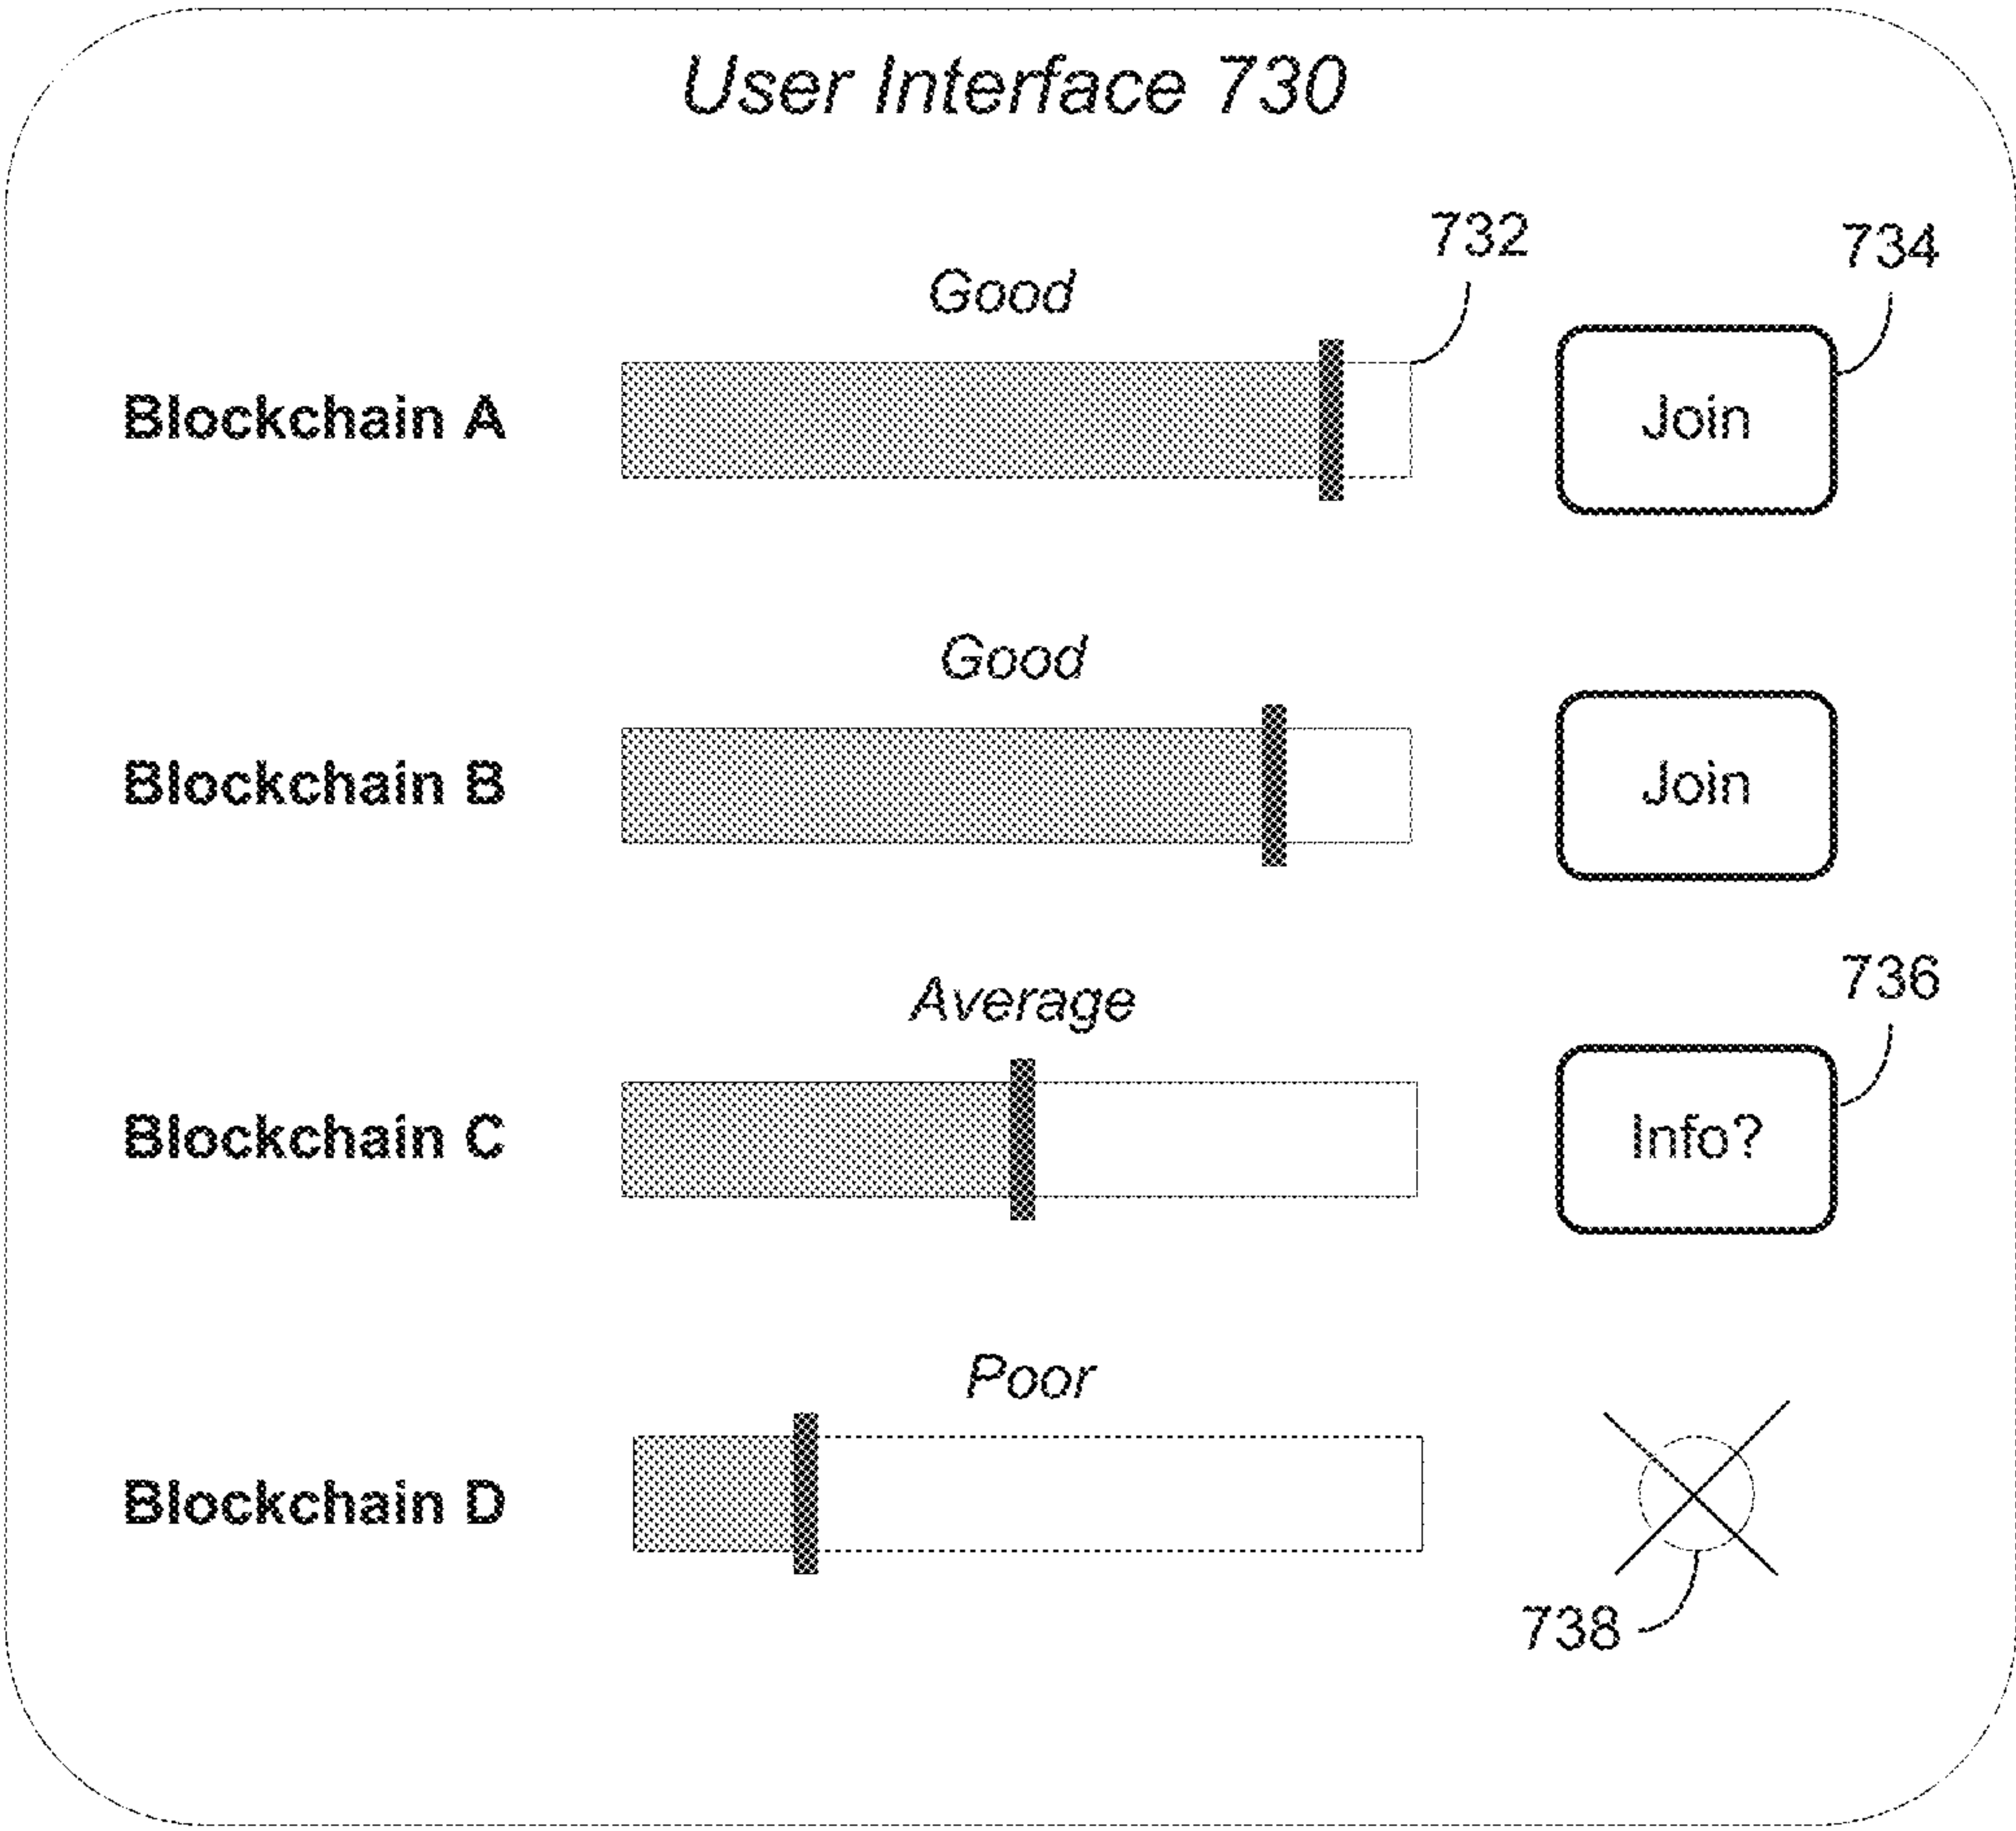 User Interface 730
732
734
Good
Blockchain A
Join
Good
Blockchain B
Join
736
Average
Blockchain C
Info?
Poor
Blockchain D
738